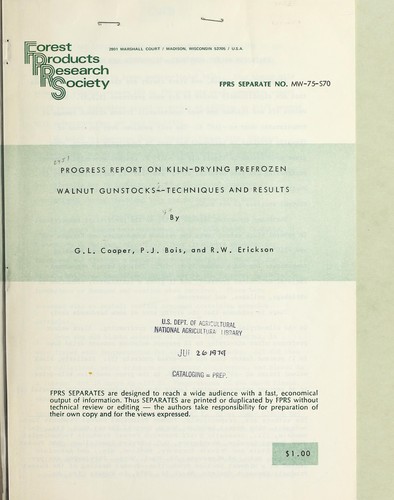 Forest
Products
Research
Society
2801 MARSHALL COURT / MADISON, WISCONSIN 53705 / U.S.A.
FPRS SEPARATE NO. MW-75-S70
PROGRESS REPORT ON KILN-DRYING PREFROZEN
WALNUT GUNSTOCKS--TECHNIQUES AND RESULTS
By
G.L. Cooper, P.J. Bois, and R.W. Erickson
U.S. DEPT. OF AGRICULTURAL
NATIONAL AGRICULTURAL LIBRARY
26 1979
CATALOGING = PREP.
FPRS SEPARATES are designed to reach a wide audience with a fast, economical
output of information. Thus SEPARATES are printed or duplicated by FPRS without
technical review or editing — the authors take responsibility for preparation of
their own copy and for the views expressed.
$1.00